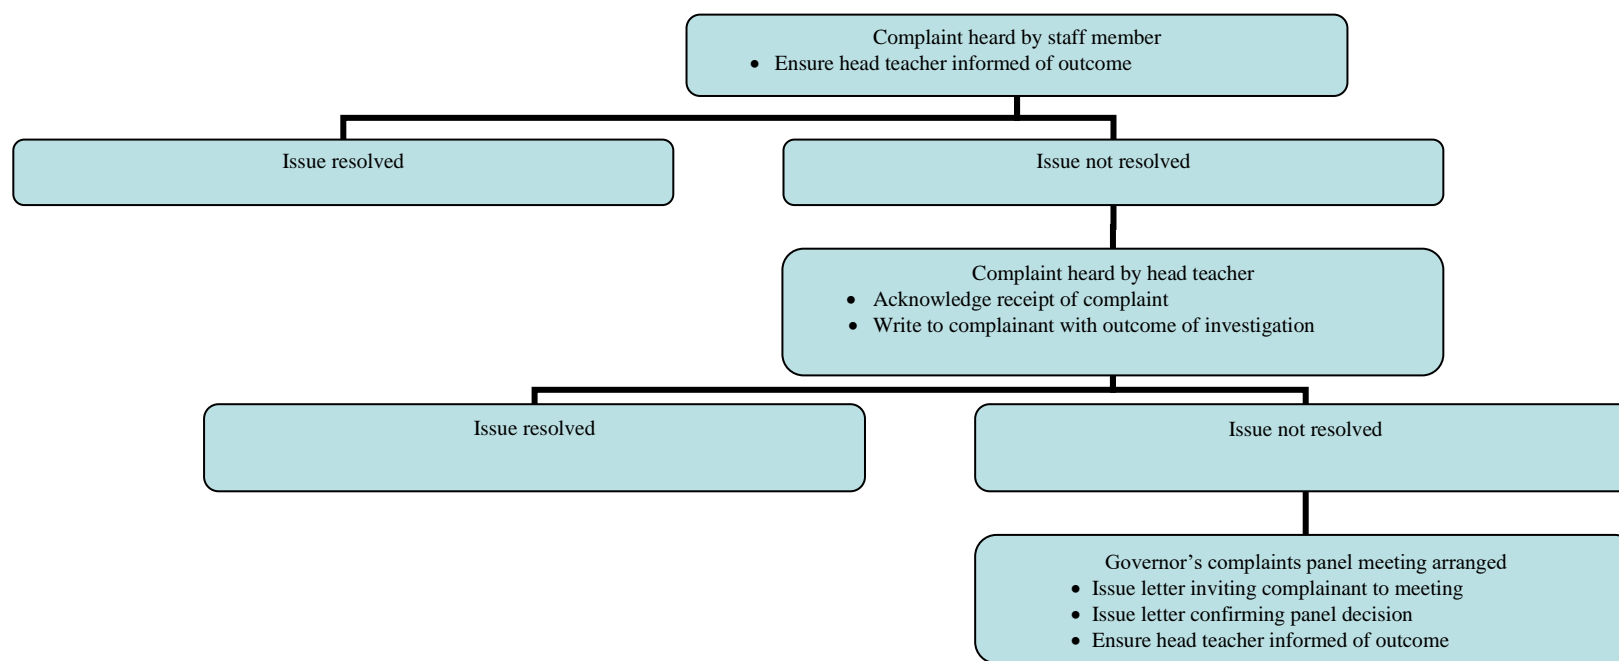 Complaint heard by staff member
• Ensure head teacher informed of outcome
Issue resolved
Issue not resolved
Complaint heard by head teacher
• Acknowledge receipt of complaint
• Write to complainant with outcome of investigation
Issue resolved
Issue not resolved
Governor’s complaints panel meeting arranged
• Issue letter inviting complainant to meeting
• Issue letter confirming panel decision
• Ensure head teacher informed of outcome